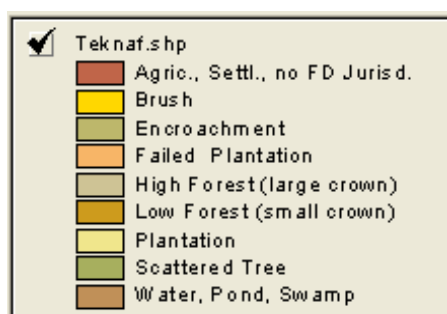 Teknaf.shp
Agric., Settl., no FD Jurisd.
Brush
Encroachment
Failed Plantation
High Forest (large crown)
Low Forest (small crown)
Plantation
Scattered Tree
Water, Pond, Swamp